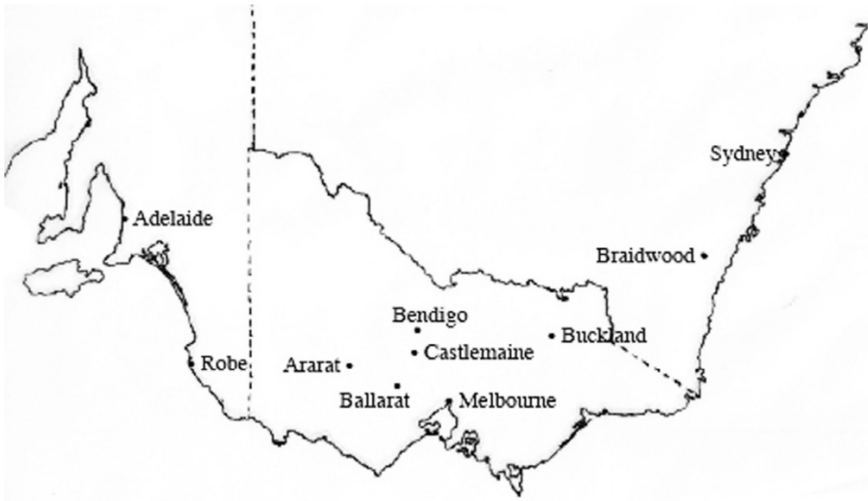 Sydney
Adelaide
Braidwood
Bendigo
Buckland
Castlemaine
Robe
Ararat
Ballarat
Melbourne